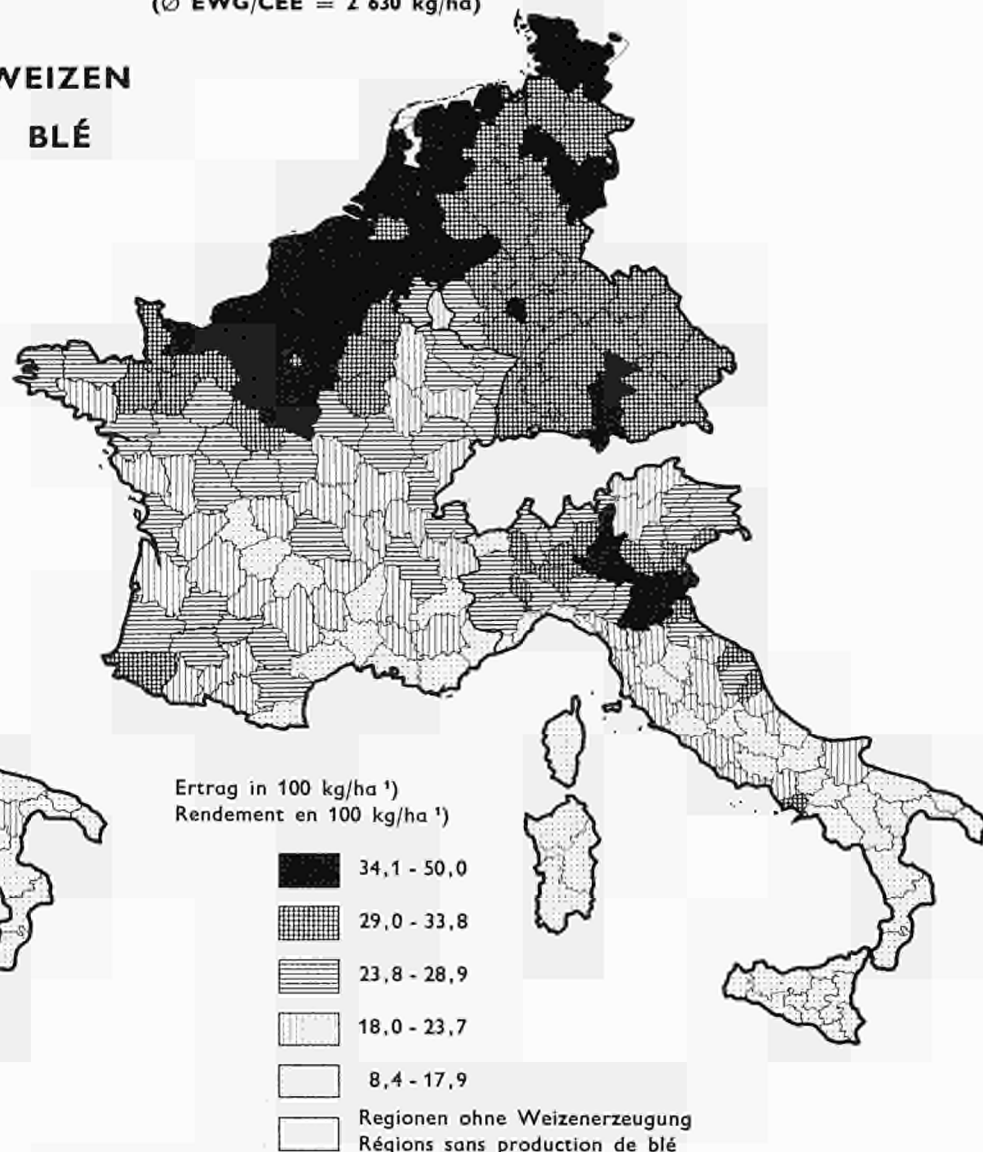 (Ø EWG/CEE = 2 630 kg/ha)
WEIZEN
BLÉ
Ertrag in 100 kg/ha ¹)
Rendement en 100 kg/ha ¹)
34,1 - 50,0
29,0 - 33,8
23,8 - 28,9
18,0 - 23,7
8,4 - 17,9
Regionen ohne Weizenerzeugung
Régions sans production de blé